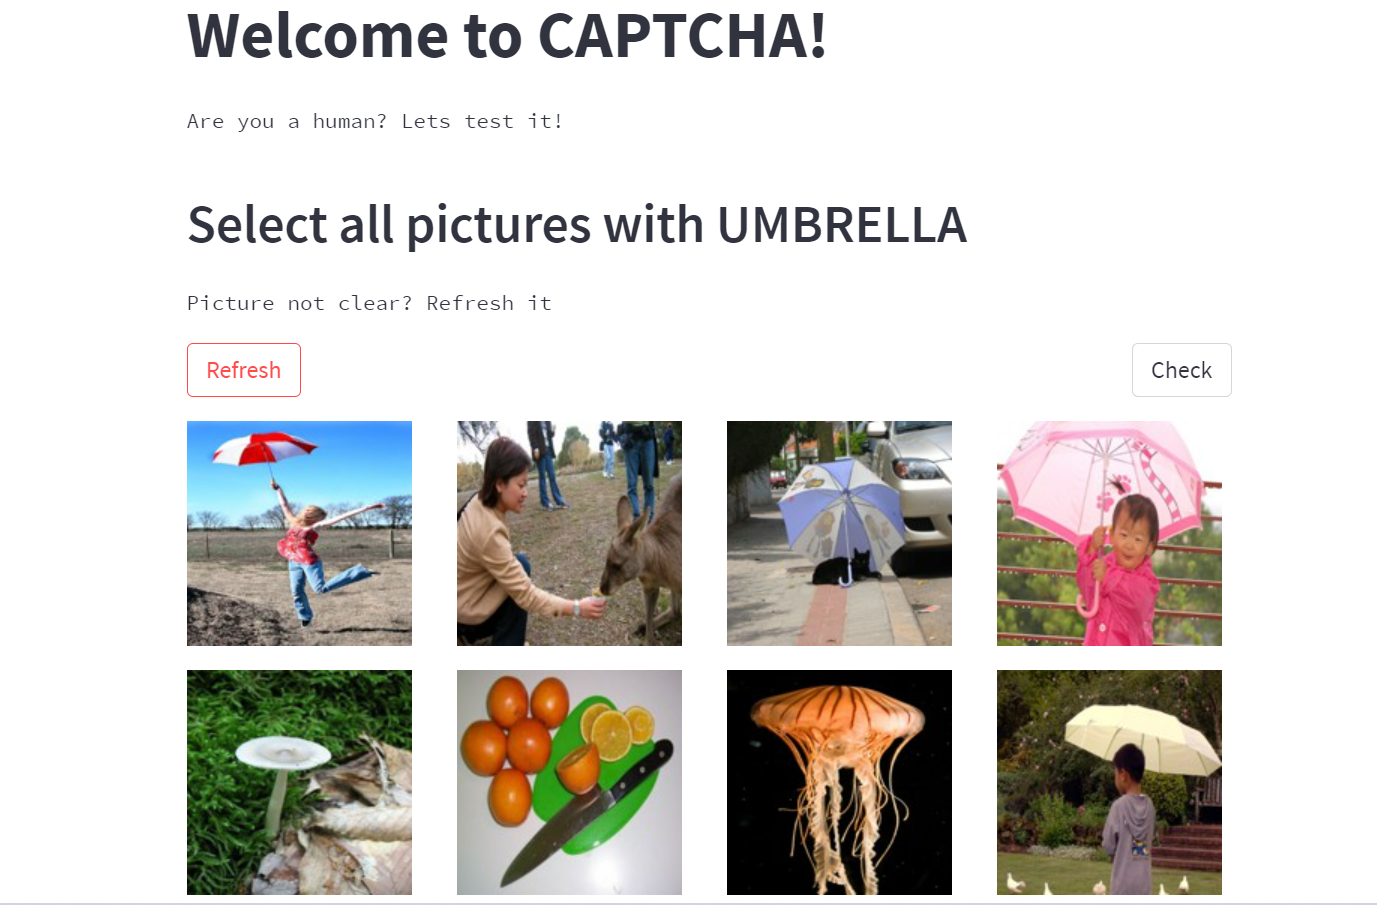 Welcome to CAPTCHA!
Are you a human? Lets test it!
Select all pictures with UMBRELLA
Picture not clear? Refresh it
Refresh
Check